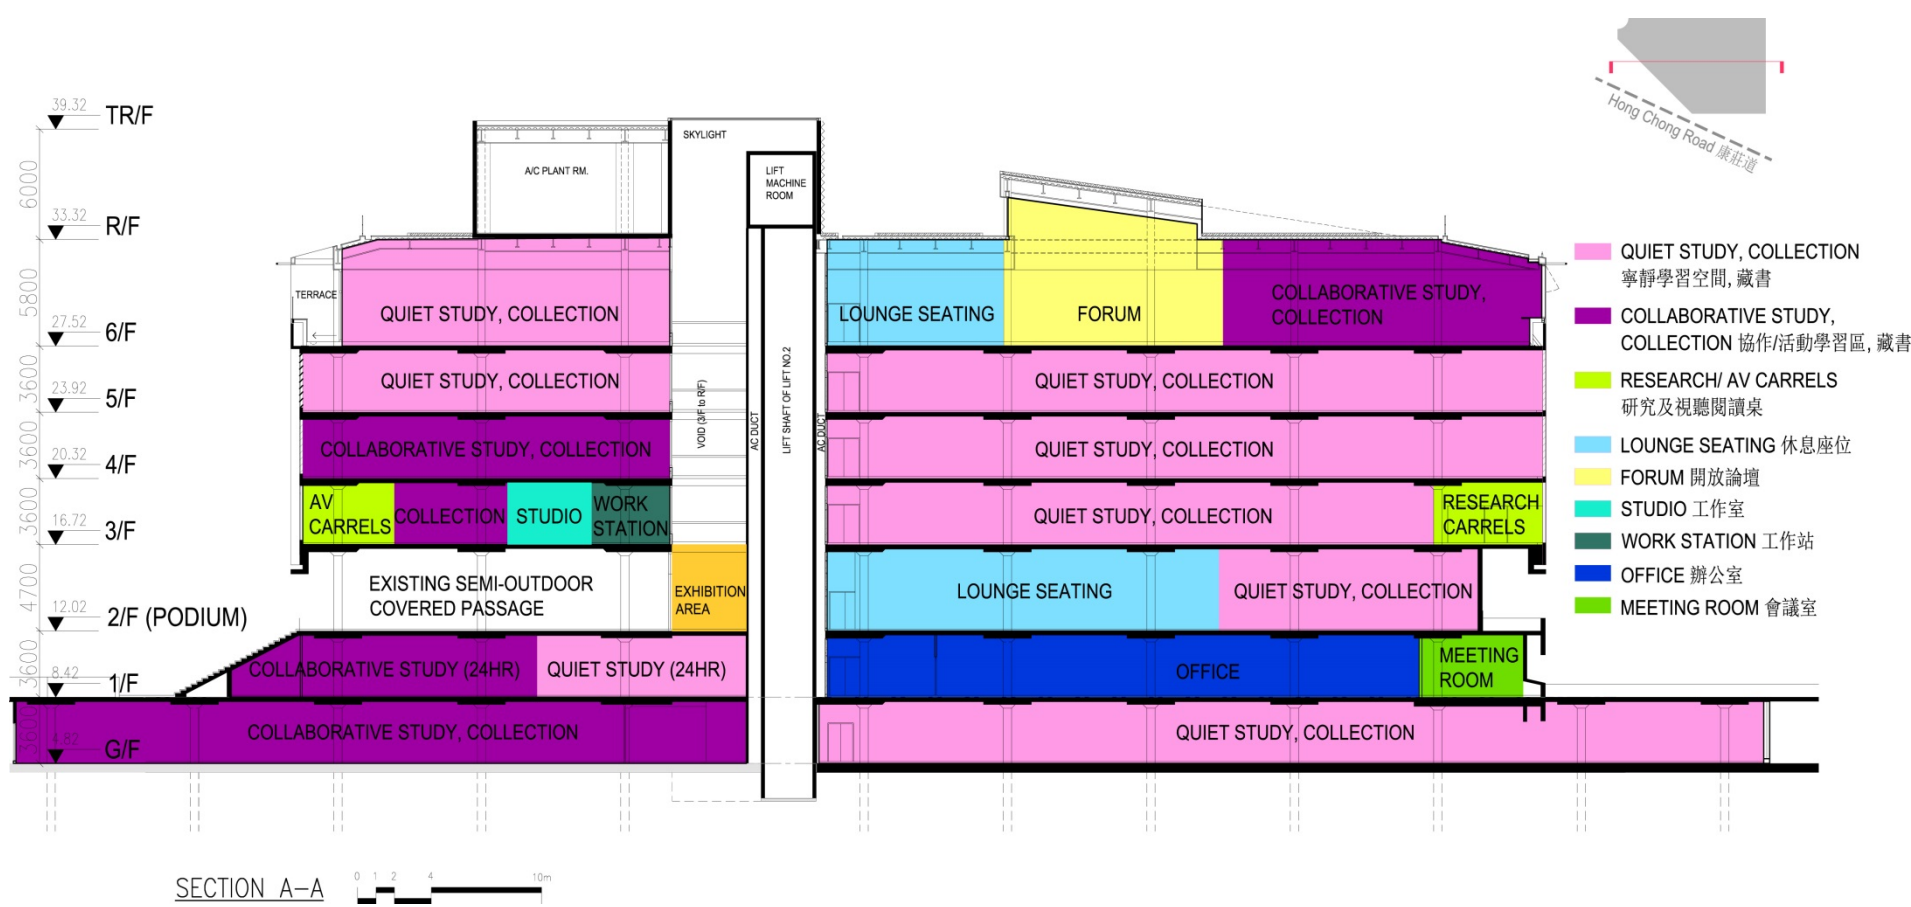 Hong Chong Road 康莊道
39.32
TR/F
6000
SKYLIGHT
A/C PLANT RM.
LIFT
MACHINE
ROOM
33.32
R/F
5800
TERRACE
QUIET STUDY, COLLECTION
LOUNGE SEATING
FORUM
COLLABORATIVE STUDY,
COLLECTION
27.52
6/F
3600
QUIET STUDY, COLLECTION
QUIET STUDY, COLLECTION
23.92
5/F
VOID (3/F to R/F)
AC DUCT
LIFT SHAFT OF LIFT NO.2
AC DUCT
3600
COLLABORATIVE STUDY, COLLECTION
QUIET STUDY, COLLECTION
20.32
4/F
3600
AV
CARRELS
COLLECTION
STUDIO
WORK
STATION
QUIET STUDY, COLLECTION
RESEARCH
CARRELS
16.72
3/F
4700
EXISTING SEMI-OUTDOOR
COVERED PASSAGE
EXHIBITION
AREA
LOUNGE SEATING
QUIET STUDY, COLLECTION
12.02
2/F (PODIUM)
3600
COLLABORATIVE STUDY (24HR)
QUIET STUDY (24HR)
OFFICE
MEETING
ROOM
8.42
1/F
3600
COLLABORATIVE STUDY, COLLECTION
QUIET STUDY, COLLECTION
4.82
G/F
QUIET STUDY, COLLECTION
寧靜學習空間, 藏書
COLLABORATIVE STUDY,
COLLECTION 協作/活動學習區, 藏書
RESEARCH/ AV CARRELS
研究及視聽閱讀桌
LOUNGE SEATING 休息座位
FORUM 開放論壇
STUDIO 工作室
WORK STATION 工作站
OFFICE 辦公室
MEETING ROOM 會議室
SECTION A-A
0 1 2 4 10m